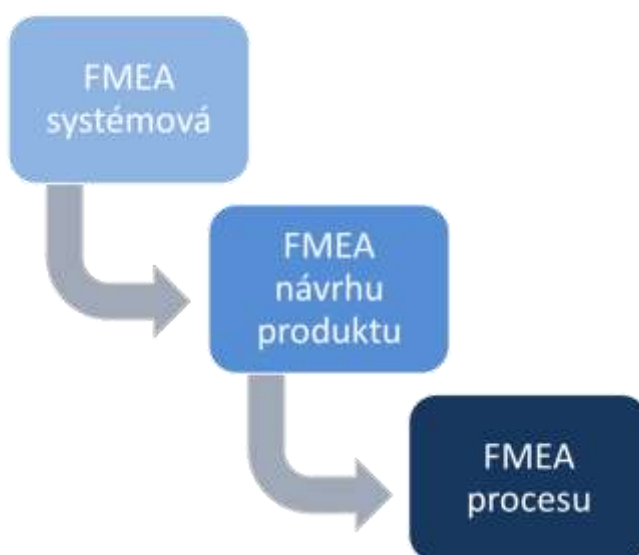 FMEA
systémová
FMEA
návrhu
produktu
FMEA
procesu